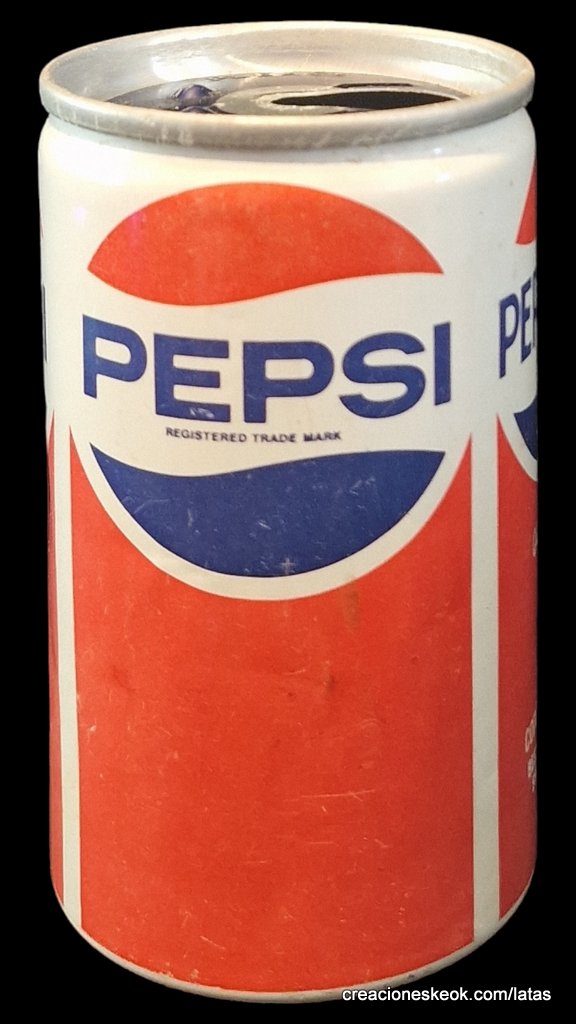 PEPSI
REGISTERED TRADE MARK
creacioneskeok.com/latas